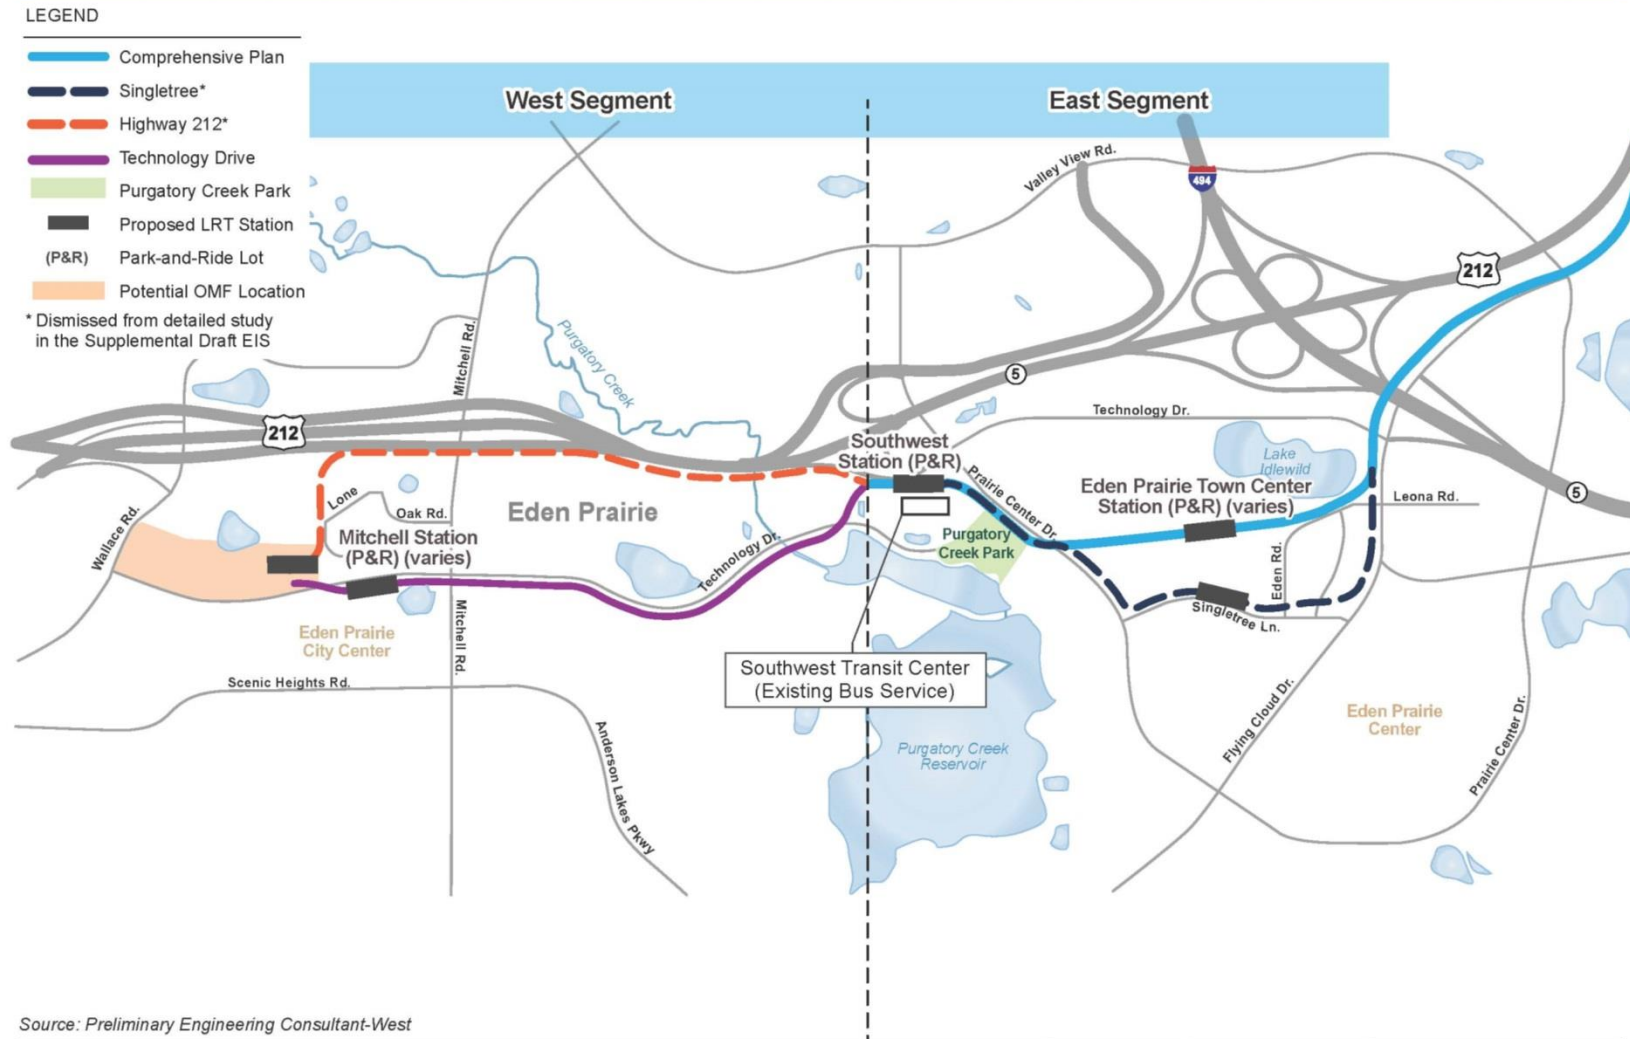 LEGEND
Comprehensive Plan
Singletree*
Highway 212*
Technology Drive
Purgatory Creek Park
Proposed LRT Station
(P&R) Park-and-Ride Lot
Potential OMF Location
* Dismissed from detailed study
in the Supplemental Draft EIS
West Segment
East Segment
Valley View Rd.
494
212
Mitchell Rd.
Purgatory Creek
5
212
Technology Dr.
Southwest
Station (P&R)
Lake
Idlewild
Prairie Center Dr.
Eden Prairie Town Center
Station (P&R) (varies)
Leona Rd.
5
Wallace Rd.
Lone
Oak Rd.
Eden Prairie
Mitchell Station
(P&R) (varies)
Technology Dr.
Purgatory
Creek Park
Eden Rd.
Singletree Ln.
Mitchell Rd.
Eden Prairie
City Center
Southwest Transit Center
(Existing Bus Service)
Scenic Heights Rd.
Anderson Lakes Pkwy
Purgatory Creek
Reservoir
Flying Cloud Dr.
Eden Prairie
Center
Prairie Center Dr.
Source: Preliminary Engineering Consultant-West